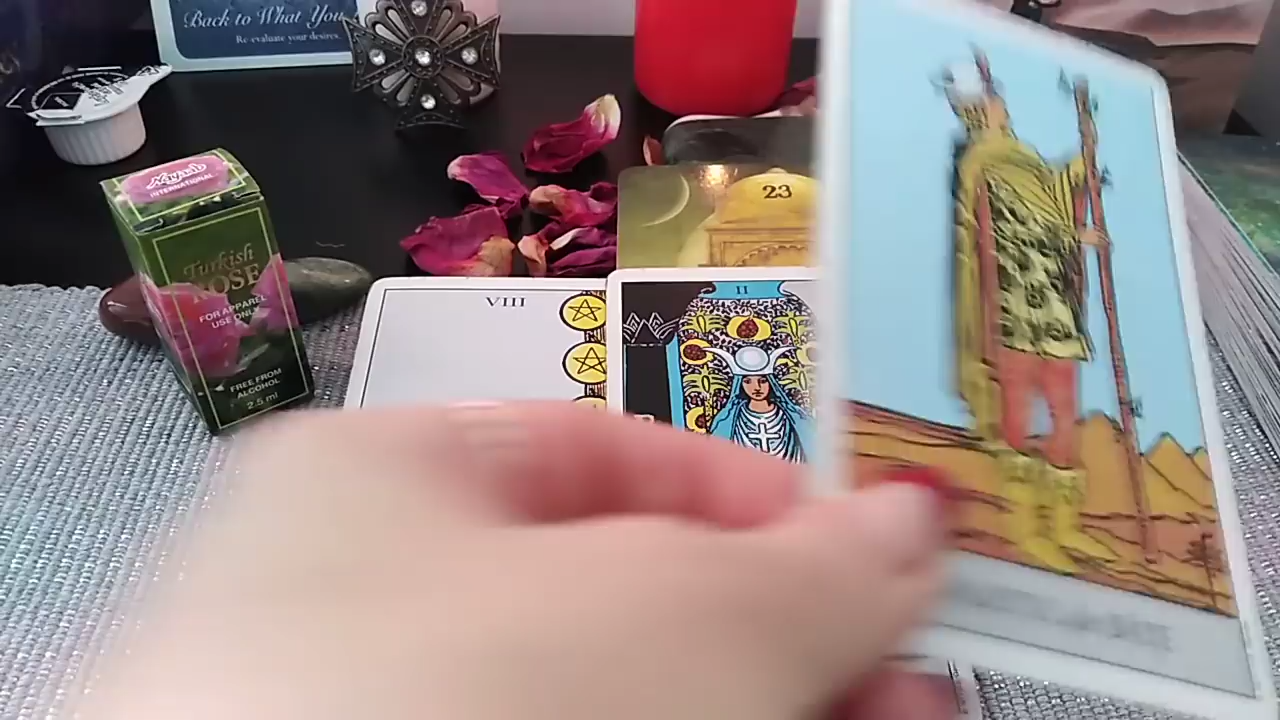 Back to What You
Re evaluate your desires.
Nayab
INTERNATIONAL
Turkish
ROSE
FOR APPAREL
USE ONLY
FREE FROM
ALCOHOL
2.5 ml
23
VIII
II
B